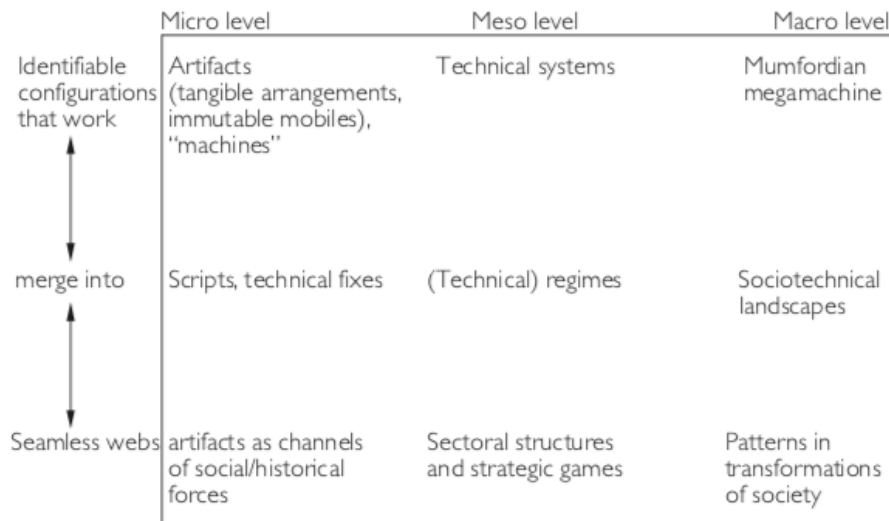 Micro level
Meso level
Macro level
Identifiable
configurations
that work
Artifacts
(tangible arrangements,
immutable mobiles),
“machines”
Technical systems
Mumfordian
megamachine
merge into
Scripts, technical fixes
(Technical) regimes
Sociotechnical
landscapes
Seamless webs
artifacts as channels
of social/historical
forces
Sectoral structures
and strategic games
Patterns in
transformations
of society